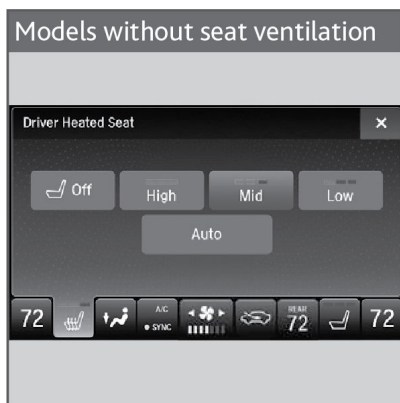 Models without seat ventilation
Driver Heated Seat ×
Off High Mid Low
Auto
72 A/C REAR 72 72
• SYNC